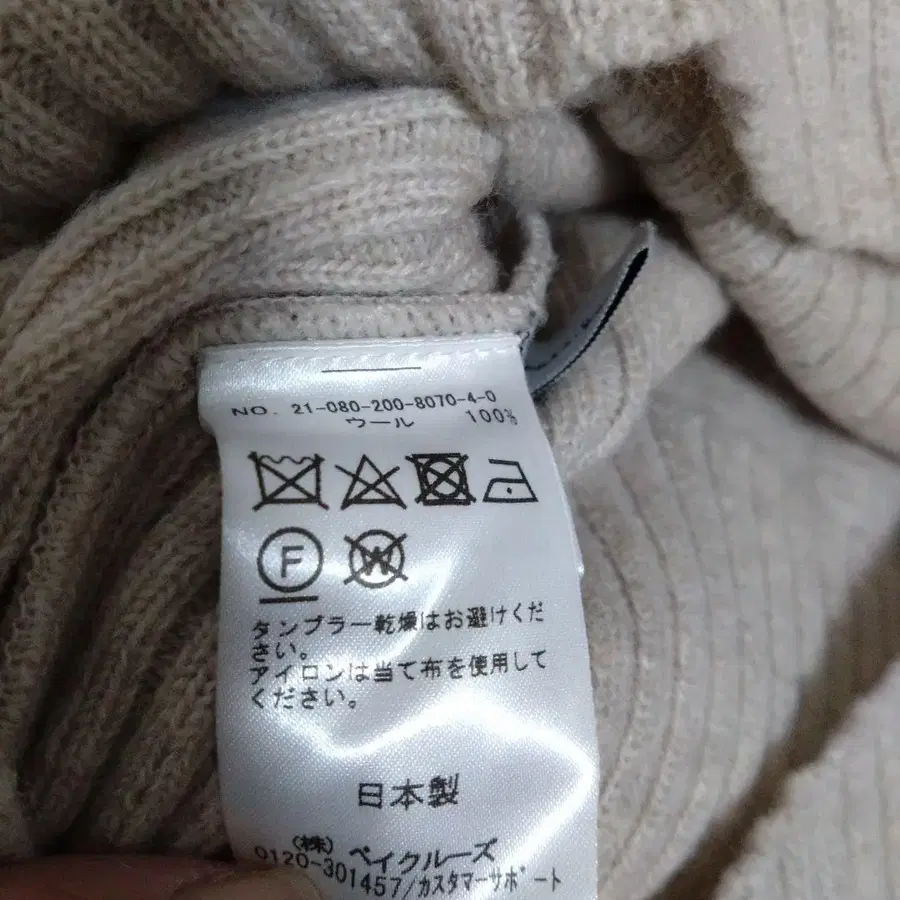 NO. 21-080-200-8070-4-0
ウール 100%
F W
タンブラー乾燥はお避けくだ
さい。
アイロンは当て布を使用して
ください。
日本製
(株) ベイクルーズ
0120-301457/カスタマーサポート